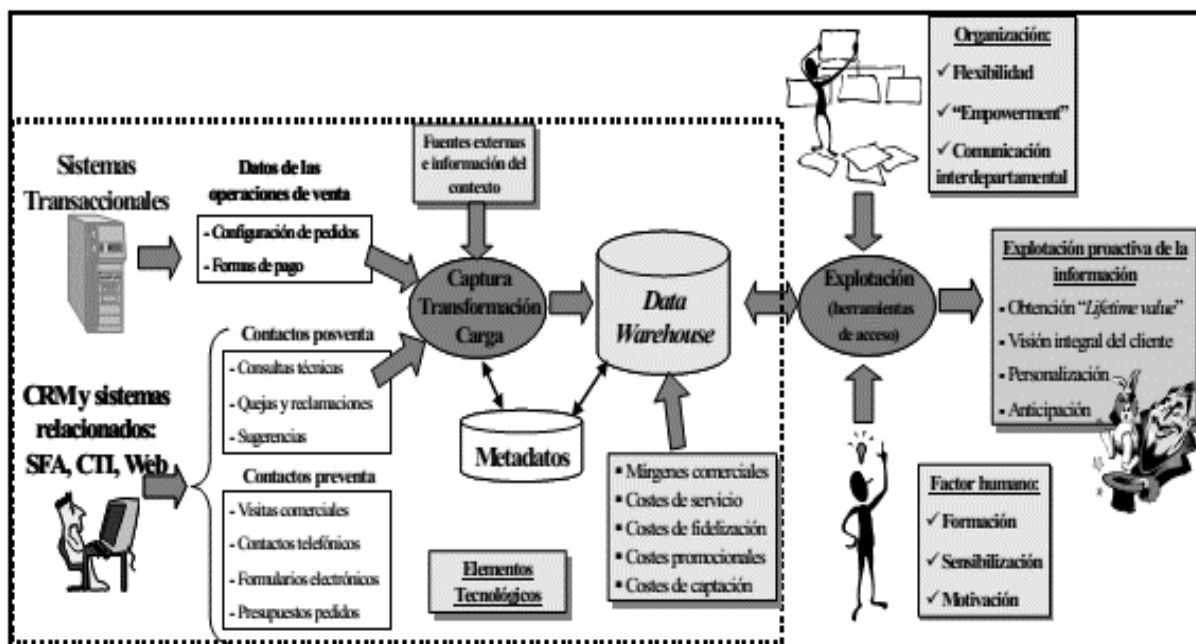 Organización:
✓ Flexibilidad
✓ “Empowerment”
✓ Comunicación
interdepartamental
Sistemas
Transaccionales
Datos de las
operaciones de venta
- Configuración de pedidos
- Formas de pago
Fuentes externas
e información del
contexto
Captura
Transformación
Carga
Data
Warehouse
Metadatos
Explotación
(herramientas
de acceso)
Explotación proactiva de la
información
▪ Obtención “Lifetime value”
▪ Visión integral del cliente
▪ Personalización
▪ Anticipación
CRM y sistemas
relacionados:
SFA, CTI, Web
Contactos posventa
- Consultas técnicas
- Quejas y reclamaciones
- Sugerencias
Contactos preventa
- Visitas comerciales
- Contactos telefónicos
- Formularios electrónicos
- Presupuestos pedidos
Elementos
Tecnológicos
▪ Márgenes comerciales
▪ Costes de servicio
▪ Costes de fidelización
▪ Costes promocionales
▪ Costes de captación
Factor humano:
✓ Formación
✓ Sensibilización
✓ Motivación